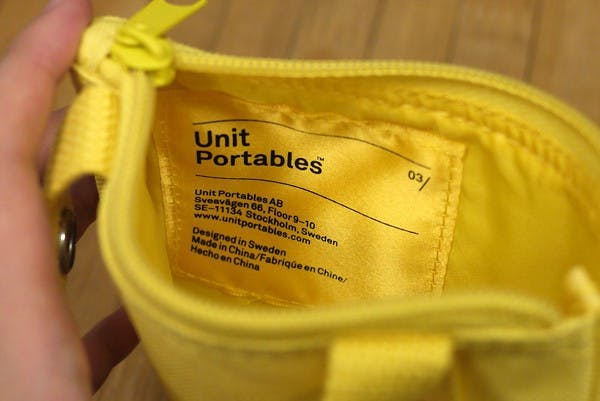 Unit
Portables™
03/
Unit Portables AB
Sveavägen 66, Floor 9–10
SE–11134 Stockholm, Sweden
www.unitportables.com
Designed in Sweden
Made in China/Fabriqúe en Chine/
Hecho en China